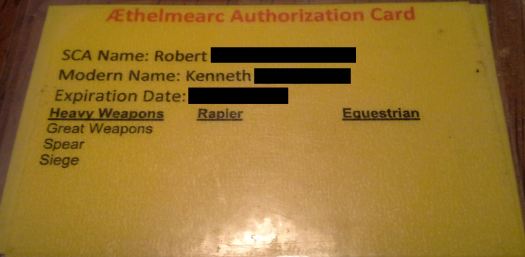 Æthelmearc Authorization Card
SCA Name: Robert
Modern Name: Kenneth
Expiration Date:
Heavy Weapons Rapier Equestrian
Great Weapons
Spear
Siege